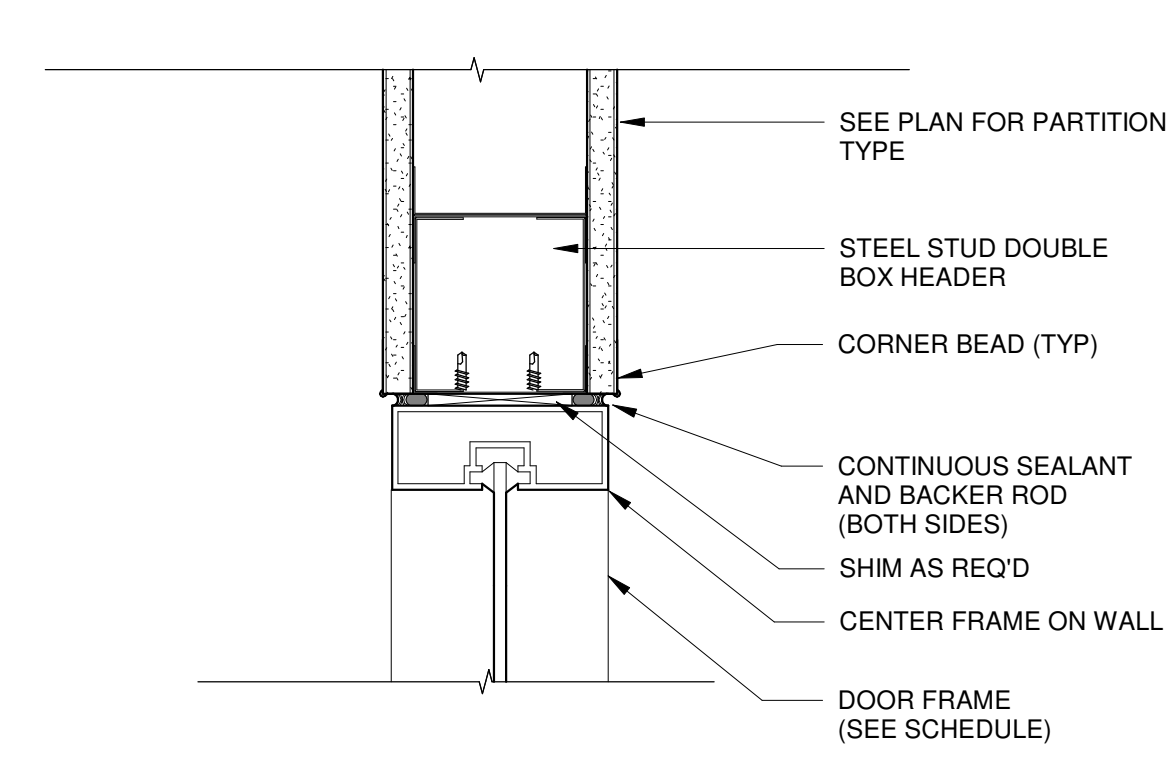 SEE PLAN FOR PARTITION
TYPE
STEEL STUD DOUBLE
BOX HEADER
CORNER BEAD (TYP)
CONTINUOUS SEALANT
AND BACKER ROD
(BOTH SIDES)
SHIM AS REQ'D
CENTER FRAME ON WALL
DOOR FRAME
(SEE SCHEDULE)